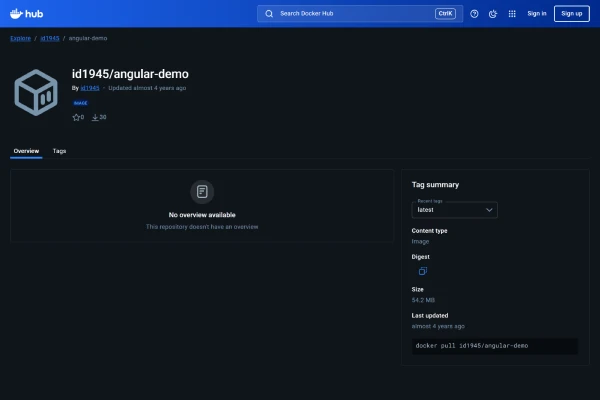 hub
Search Docker Hub
CtrlK
Sign in
Sign up
Explore / id1945 / angular-demo
id1945/angular-demo
By id1945 · Updated almost 4 years ago
IMAGE
0
30
Overview
Tags
No overview available
This repository doesn't have an overview
Tag summary
Recent tags
latest
Content type
Image
Digest
Size
54.2 MB
Last updated
almost 4 years ago
docker pull id1945/angular-demo